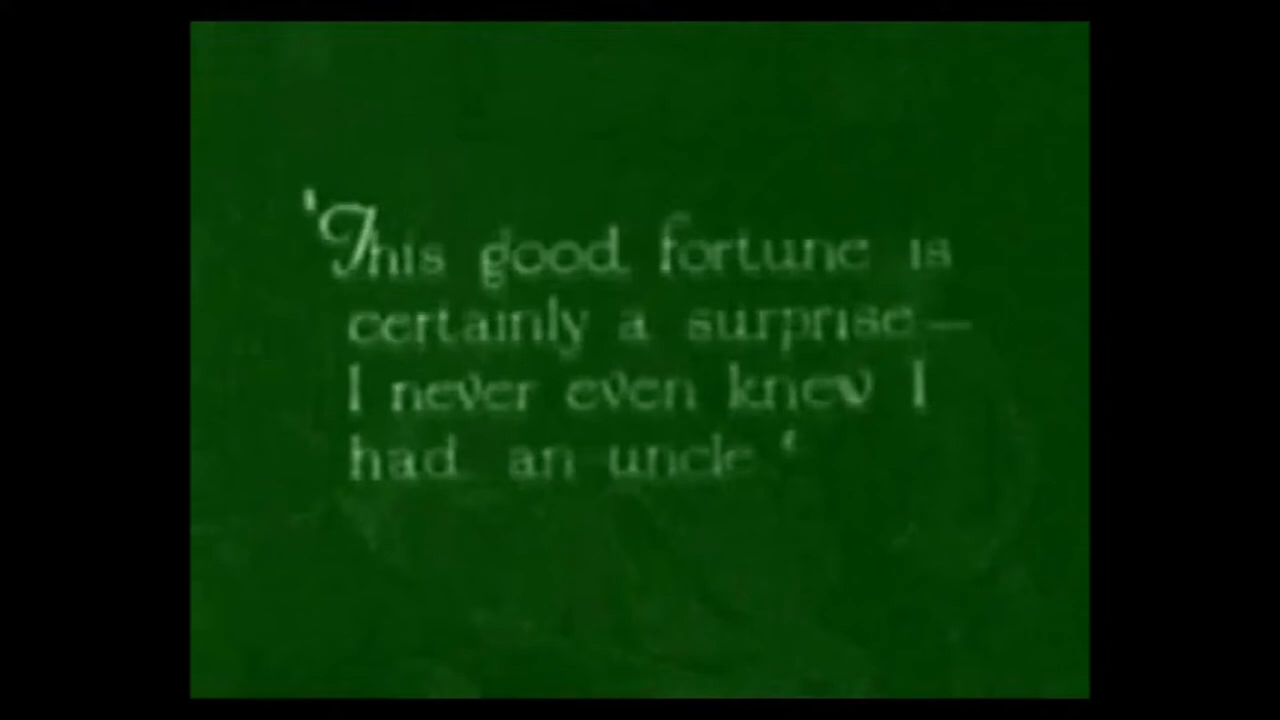 'This good fortune is
certainly a surprise—
I never even knew I
had an uncle.'